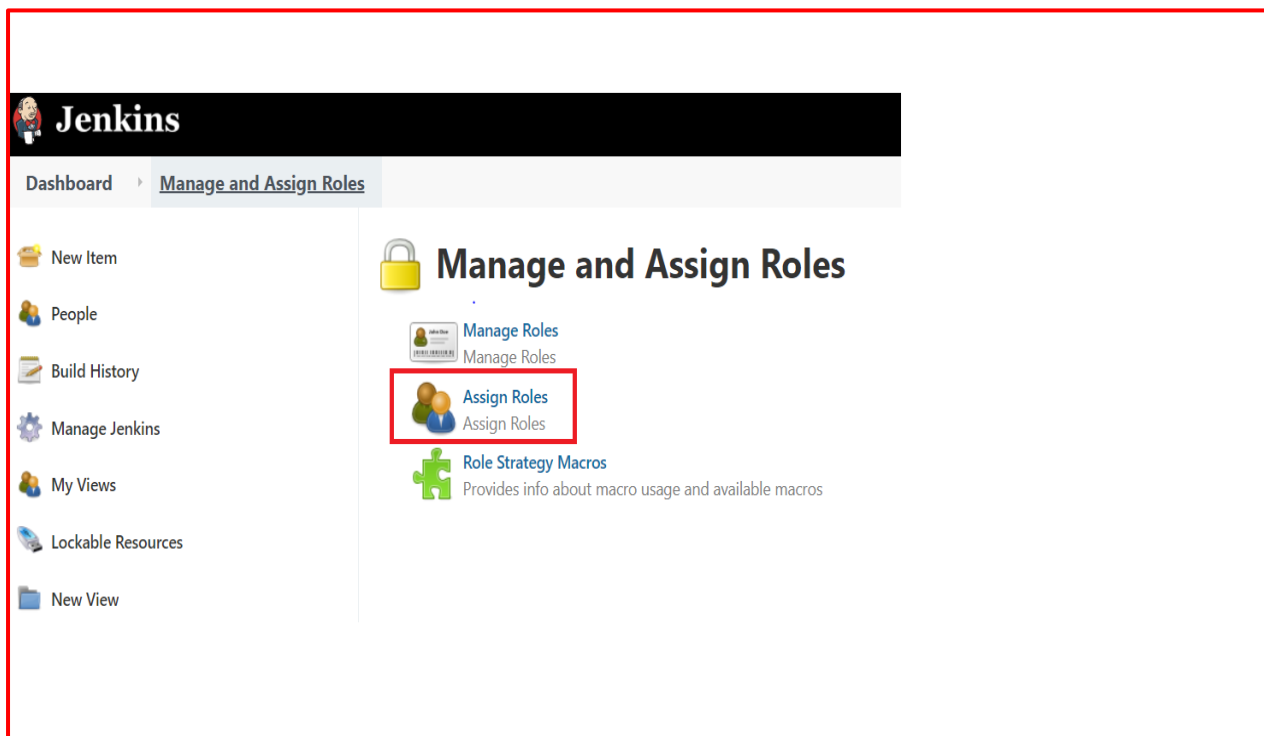 Jenkins
Dashboard Manage and Assign Roles
New Item
People
Build History
Manage Jenkins
My Views
Lockable Resources
New View
Manage and Assign Roles
Manage Roles
Manage Roles
Assign Roles
Assign Roles
Role Strategy Macros
Provides info about macro usage and available macros